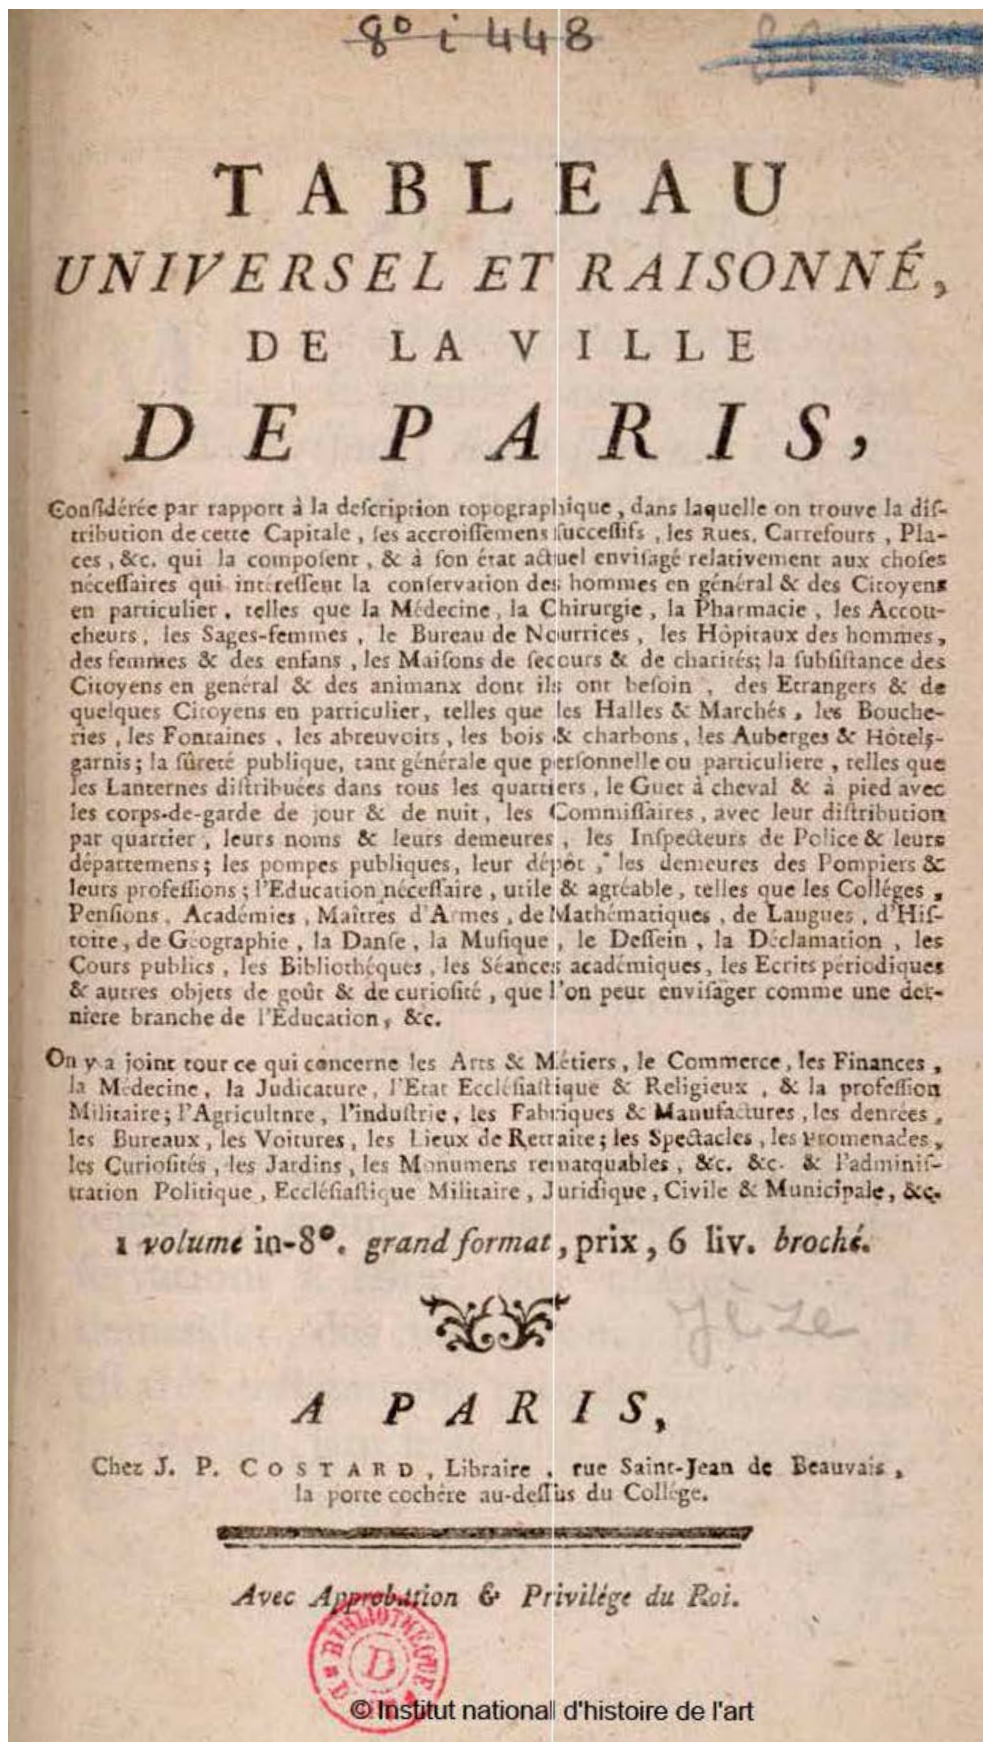 8° i 448
TABLEAU
UNIVERSEL ET RAISONNÉ,
DE LA VILLE
DE PARIS,
Conſidérée par rapport à la deſcription topographique, dans laquelle on trouve la diſ-
tribution de cette Capitale, ſes accroiſſemens ſucceſſifs, les Rues, Carrefours, Pla-
ces, &c. qui la compoſent, & à ſon état actuel enviſagé relativement aux choſes
néceſſaires qui intéreſſent la conſervation des hommes en général & des Citoyens
en particulier, telles que la Médecine, la Chirurgie, la Pharmacie, les Accou-
cheurs, les Sages-femmes, le Bureau de Nourrices, les Hôpitaux des hommes,
des femmes & des enfans, les Maiſons de ſecours & de charités; la ſubſiſtance des
Citoyens en général & des animanx dont ils ont beſoin, des Etrangers & de
quelques Citoyens en particulier, telles que les Halles & Marchés, les Bouche-
ries, les Fontaines, les abreuvoirs, les bois & charbons, les Auberges & Hôtels-
garnis; la ſûreté publique, tant générale que perſonnelle ou particuliere, telles que
les Lanternes diſtribuées dans tous les quartiers, le Guet à cheval & à pied avec
les corps-de-garde de jour & de nuit, les Commiſſaires, avec leur diſtribution
par quartier, leurs noms & leurs demeures, les Inſpecteurs de Police & leurs
départemens; les pompes publiques, leur dépôt, les demeures des Pompiers &
leurs profeſſions; l'Education néceſſaire, utile & agréable, telles que les Colléges,
Penſions, Académies, Maîtres d'Armes, de Mathématiques, de Langues, d'Hiſ-
toire, de Géographie, la Danſe, la Muſique, le Deſſein, la Déclamation, les
Cours publics, les Bibliothéques, les Séances académiques, les Ecrits périodiques
& autres objets de goût & de curioſité, que l'on peut enviſager comme une der-
niere branche de l'Education, &c.
On y a joint tour ce qui concerne les Arts & Métiers, le Commerce, les Finances,
la Médecine, la Judicature, l'Etat Eccléſiaſtique & Religieux, & la profeſſion
Militaire; l'Agricultnre, l'induſtrie, les Fabriques & Manufactures, les denrées,
les Bureaux, les Voitures, les Lieux de Retraite; les Spectacles, les Promenades,
les Curioſités, les Jardins, les Monumens remarquables, &c. &c. & l'adminiſ-
tration Politique, Eccléſiaſtique Militaire, Juridique, Civile & Municipale, &c.
1 volume in-8°. grand format, prix, 6 liv. broché.
Jèze
A PARIS,
Chez J. P. COSTARD, Libraire, rue Saint-Jean de Beauvais,
la porte cochère au-deſſus du Collége.
Avec Approbation & Privilége du Roi.
BIBLIOTHEQUE
D
© Institut national d'histoire de l'art